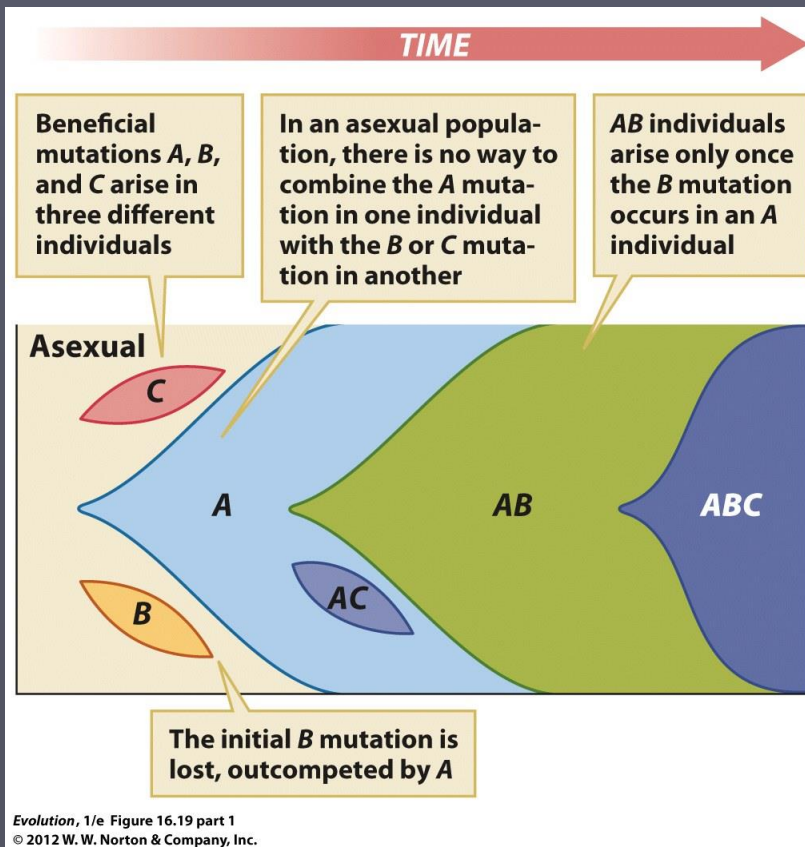 TIME
Beneficial
mutations A, B,
and C arise in
three different
individuals
In an asexual popula-
tion, there is no way to
combine the A muta-
tion in one individual
with the B or C muta-
tion in another
AB individuals
arise only once
the B mutation
occurs in an A
individual
Asexual
C
A
AB
ABC
B
AC
The initial B mutation is
lost, outcompeted by A
Evolution, 1/e Figure 16.19 part 1
© 2012 W. W. Norton & Company, Inc.